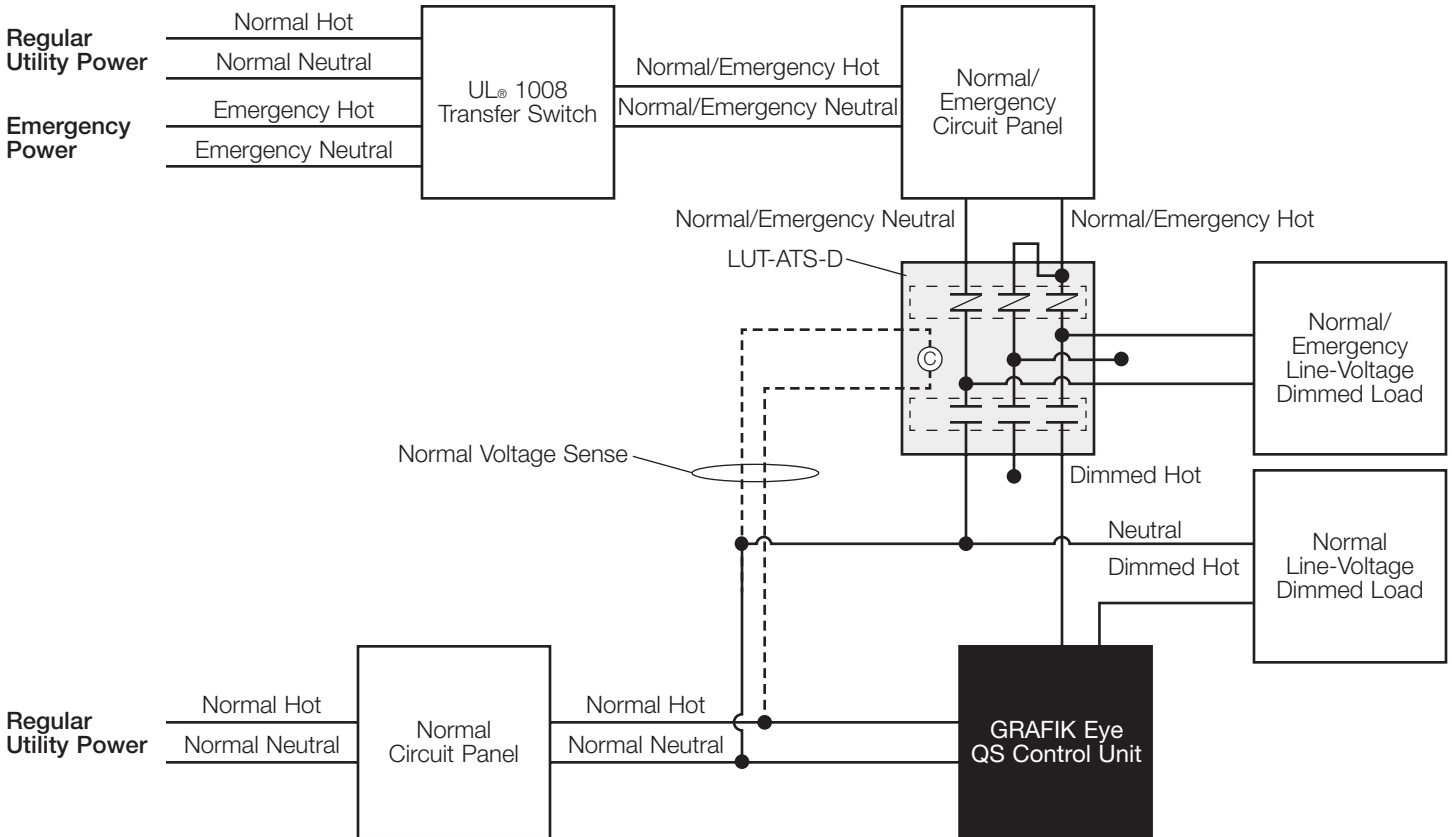 Regular
Utility Power
Normal Hot
Normal Neutral
Emergency
Power
Emergency Hot
Emergency Neutral
UL® 1008
Transfer Switch
Normal/Emergency Hot
Normal/Emergency Neutral
Normal/
Emergency
Circuit Panel
Normal/Emergency Neutral
Normal/Emergency Hot
LUT-ATS-D
C
Normal/
Emergency
Line-Voltage
Dimmed Load
Normal Voltage Sense
Dimmed Hot
Neutral
Dimmed Hot
Normal
Line-Voltage
Dimmed Load
Regular
Utility Power
Normal Hot
Normal Neutral
Normal
Circuit Panel
Normal Hot
Normal Neutral
GRAFIK Eye
QS Control Unit